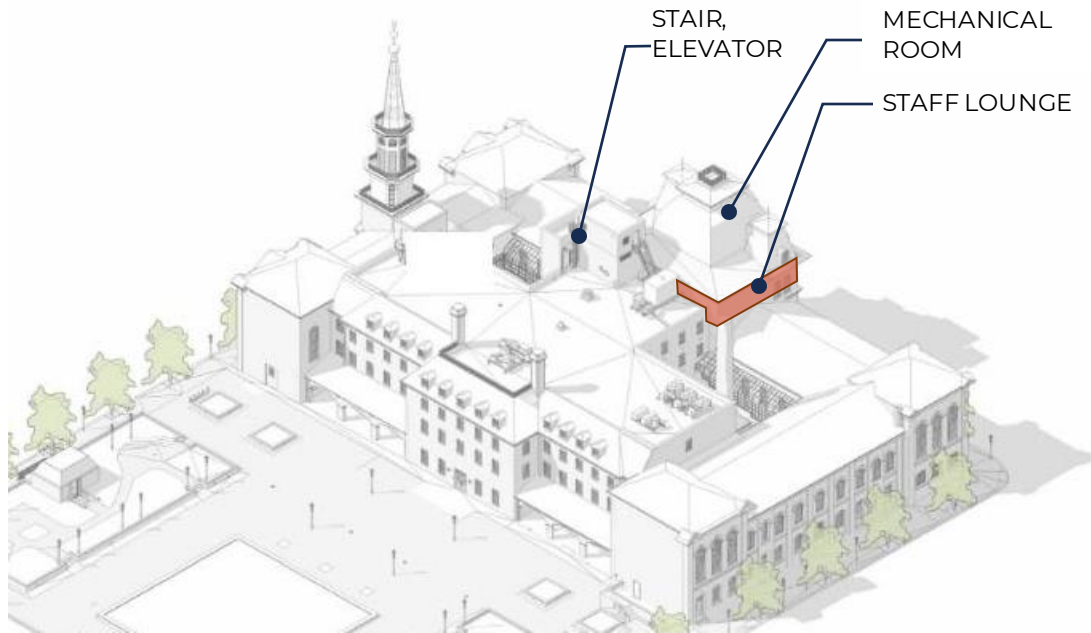 STAIR,
ELEVATOR
MECHANICAL
ROOM
STAFF LOUNGE